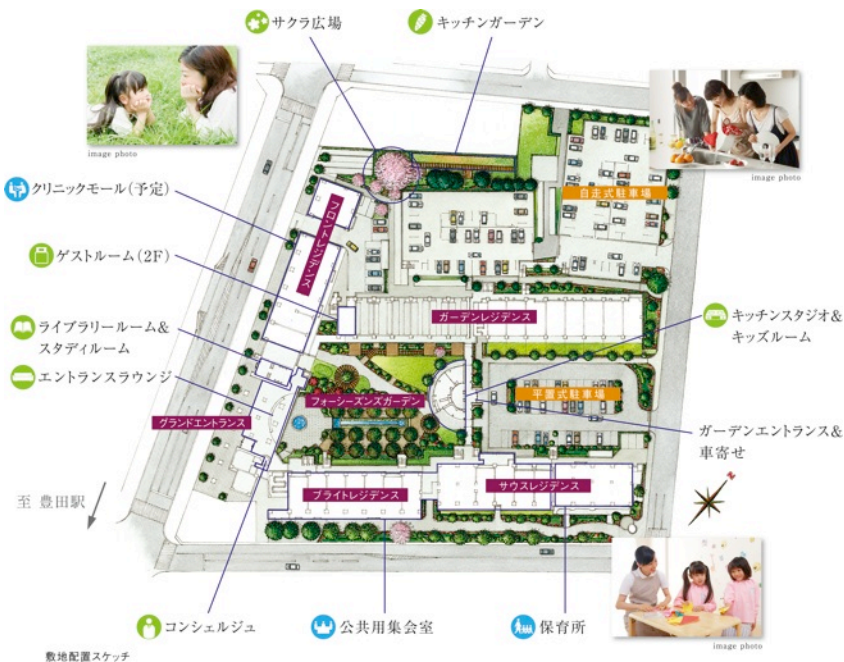 サクラ広場
キッチンガーデン
image photo
image photo
クリニックモール(予定)
フロントレジデンス
自走式駐車場
ゲストルーム(2F)
ガーデンレジデンス
キッチンスタジオ&
キッズルーム
ライブラリールーム&
スタディルーム
エントランスラウンジ
フォーシーズンズガーデン
平置式駐車場
グランドエントランス
ガーデンエントランス&
車寄せ
サウスレジデンス
ブライトレジデンス
至 豊田駅
N
コンシェルジュ
公共用集会室
保育所
image photo
敷地配置スケッチ